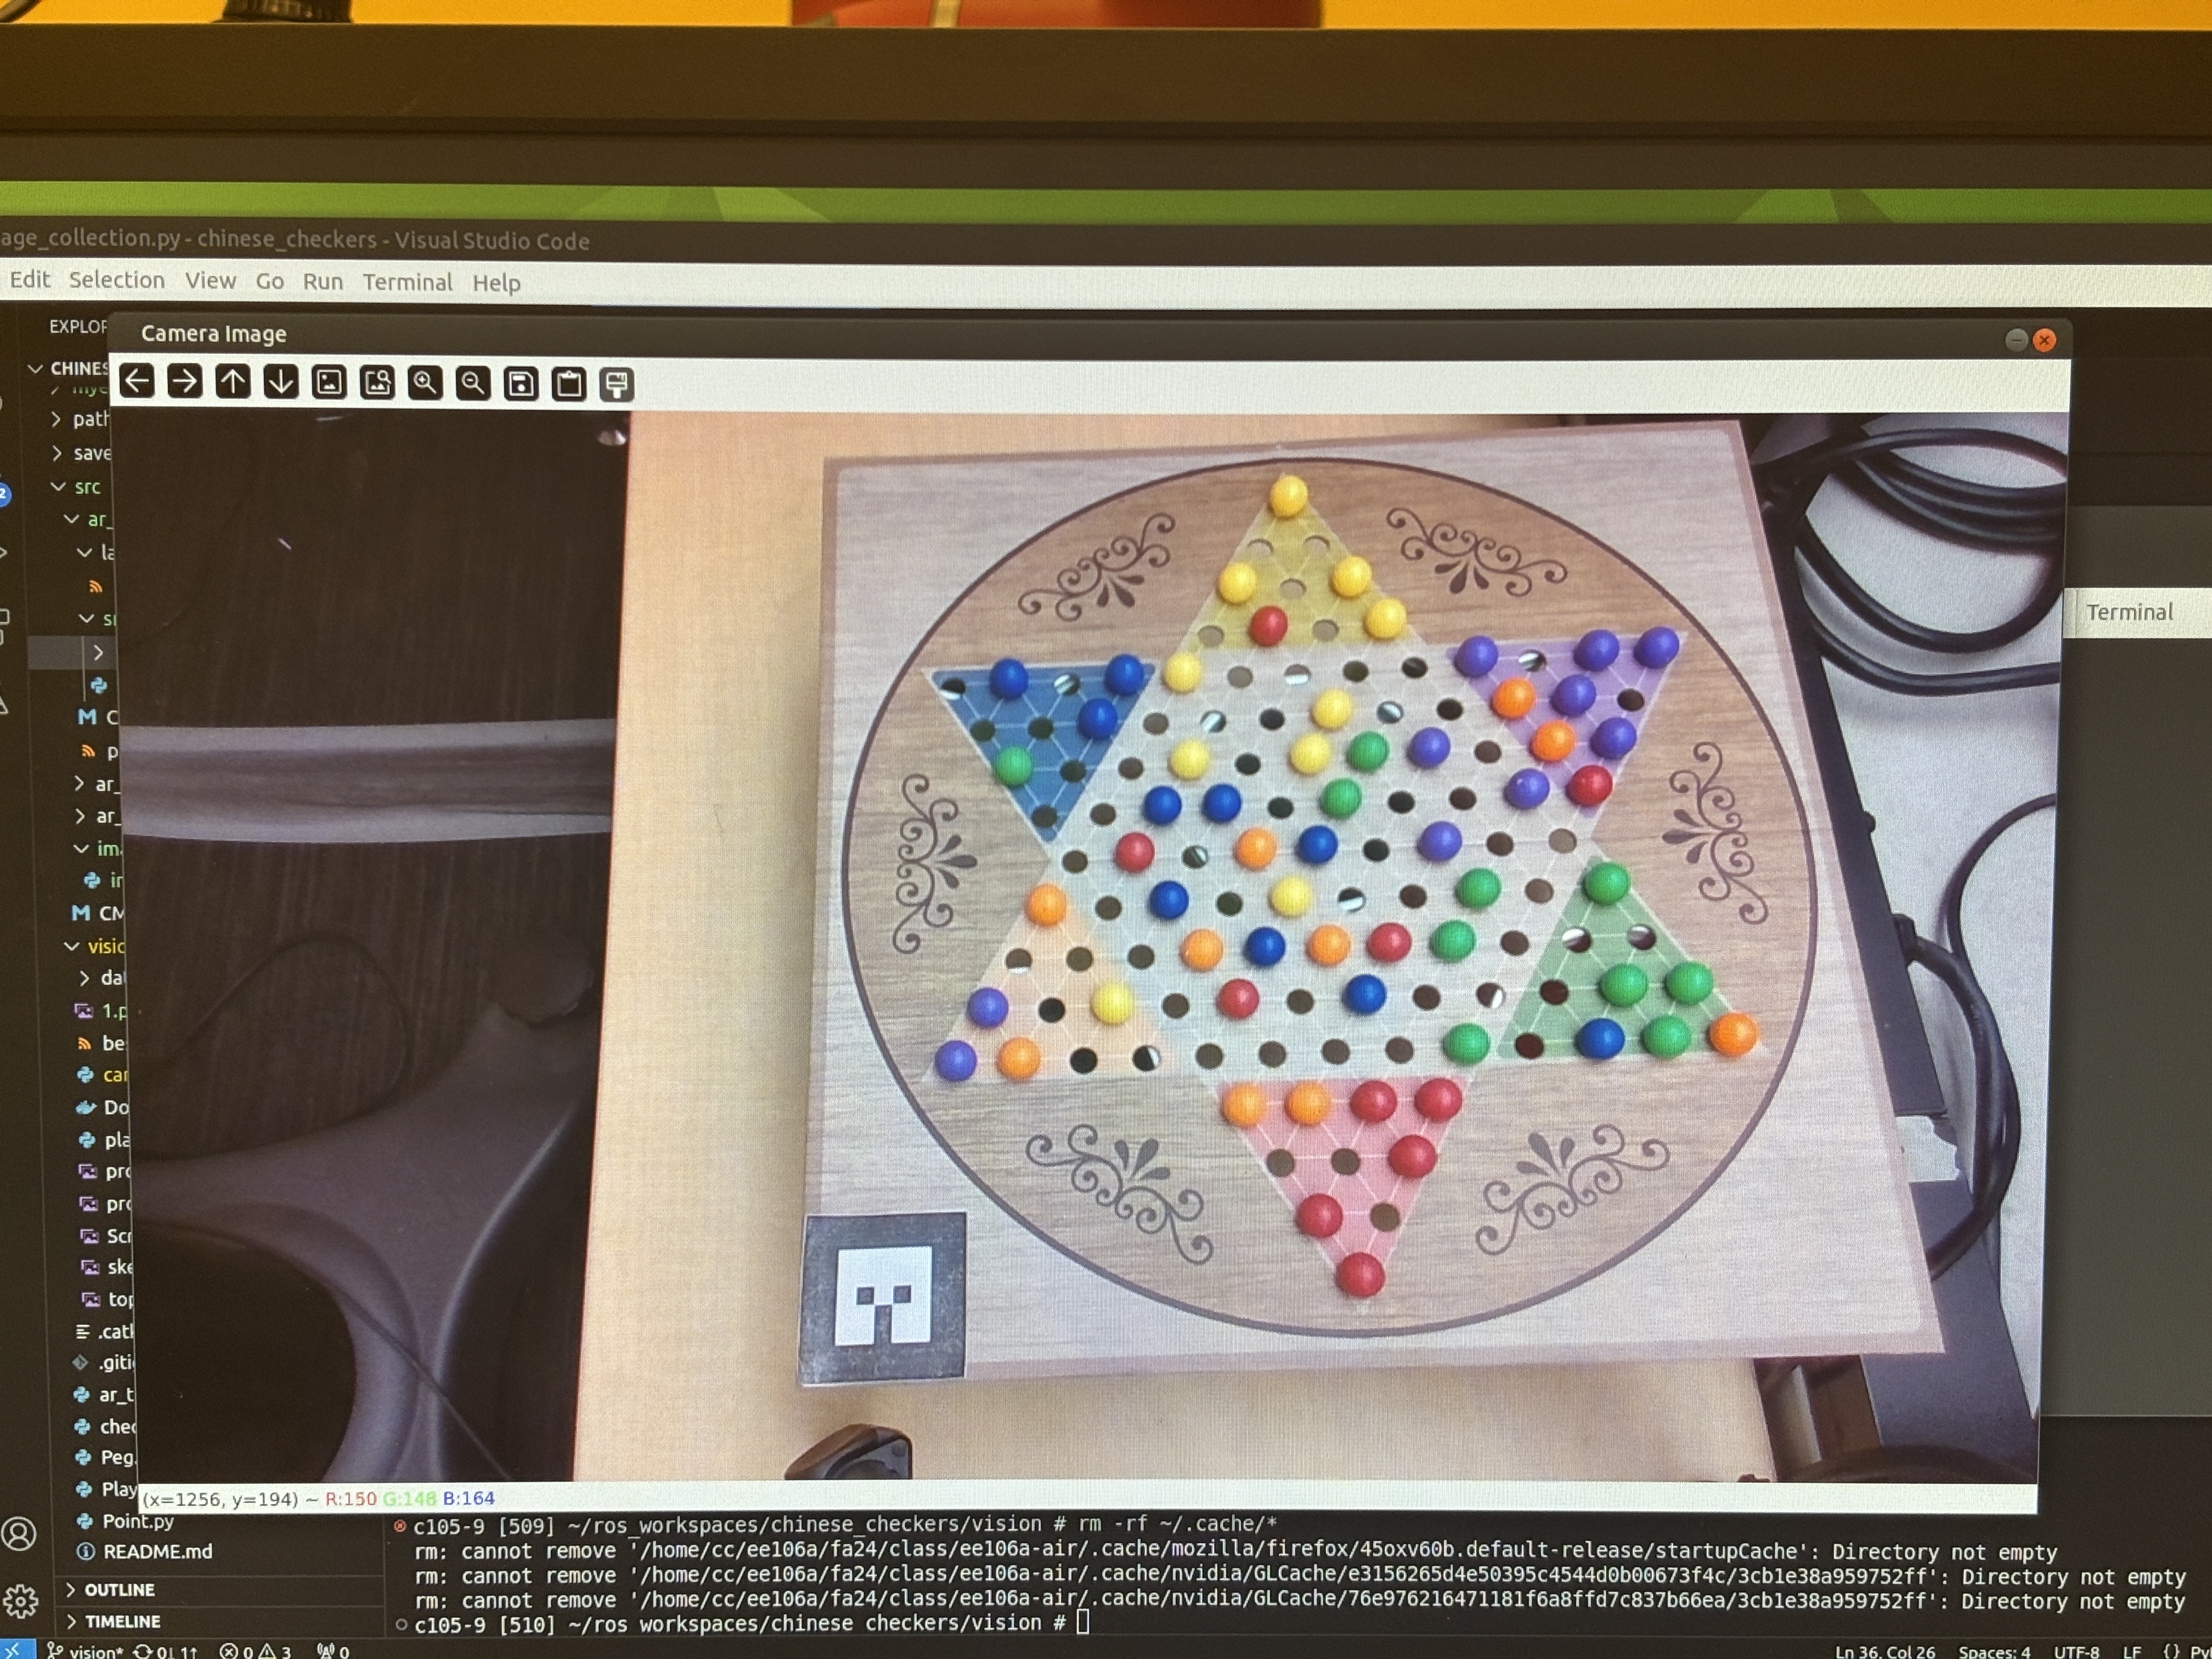 age_collection.py - chinese_checkers - Visual Studio Code
Edit Selection View Go Run Terminal Help
EXPLOR
Camera Image
CHINES
path
save
src
ar_
la
Terminal
M C
p
ar_
ar_
im
in
M CM
visic
da
1.p
be
car
Do
pla
pro
pro
Scr
ske
top
.cat
.giti
ar_t
chec
Peg
Play
(x=1256, y=194) ~ R:150 G:148 B:164
Point.py
README.md
OUTLINE
TIMELINE
c105-9 [509] ~/ros_workspaces/chinese_checkers/vision # rm -rf ~/.cache/*
rm: cannot remove '/home/cc/ee106a/fa24/class/ee106a-air/.cache/mozilla/firefox/45oxv60b.default-release/startupCache': Directory not empty
rm: cannot remove '/home/cc/ee106a/fa24/class/ee106a-air/.cache/nvidia/GLCache/e3156265d4e50395c4544d0b00673f4c/3cb1e38a959752ff': Directory not empty
rm: cannot remove '/home/cc/ee106a/fa24/class/ee106a-air/.cache/nvidia/GLCache/76e976216471181f6a8ffd7c837b66ea/3cb1e38a959752ff': Directory not empty
c105-9 [510] ~/ros_workspaces/chinese_checkers/vision #
vision* 0↓ 1↑ 0 3 0 Ln 36, Col 26 Spaces: 4 UTF-8 LF {} Py